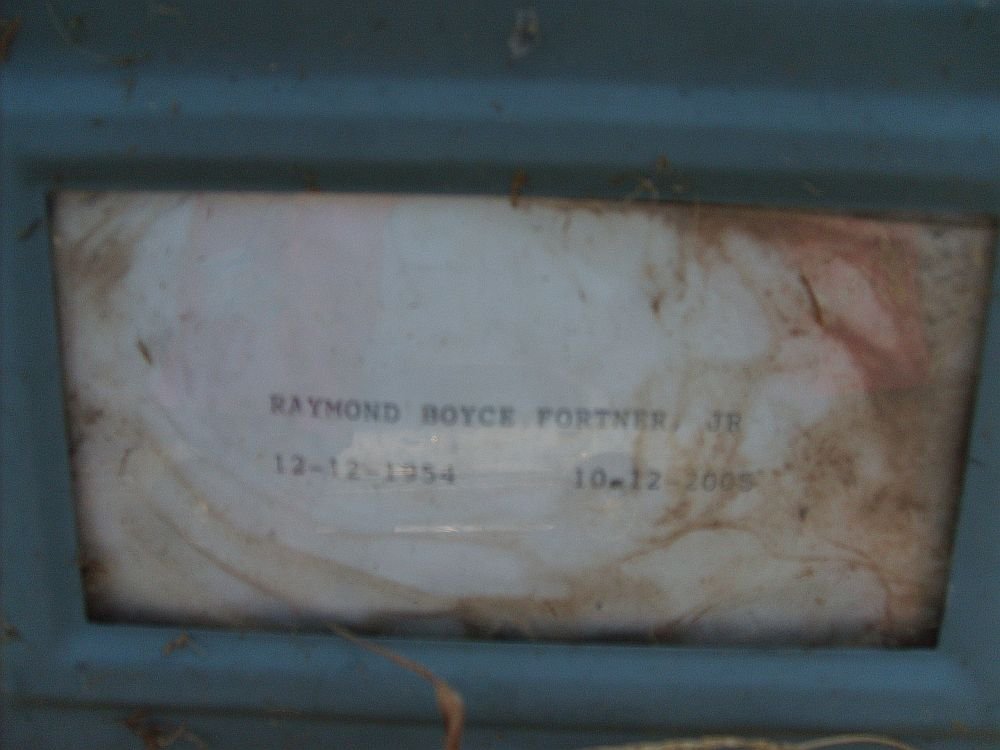 RAYMOND BOYCE FORTNER, JR
12-12-1954 10-12-2005